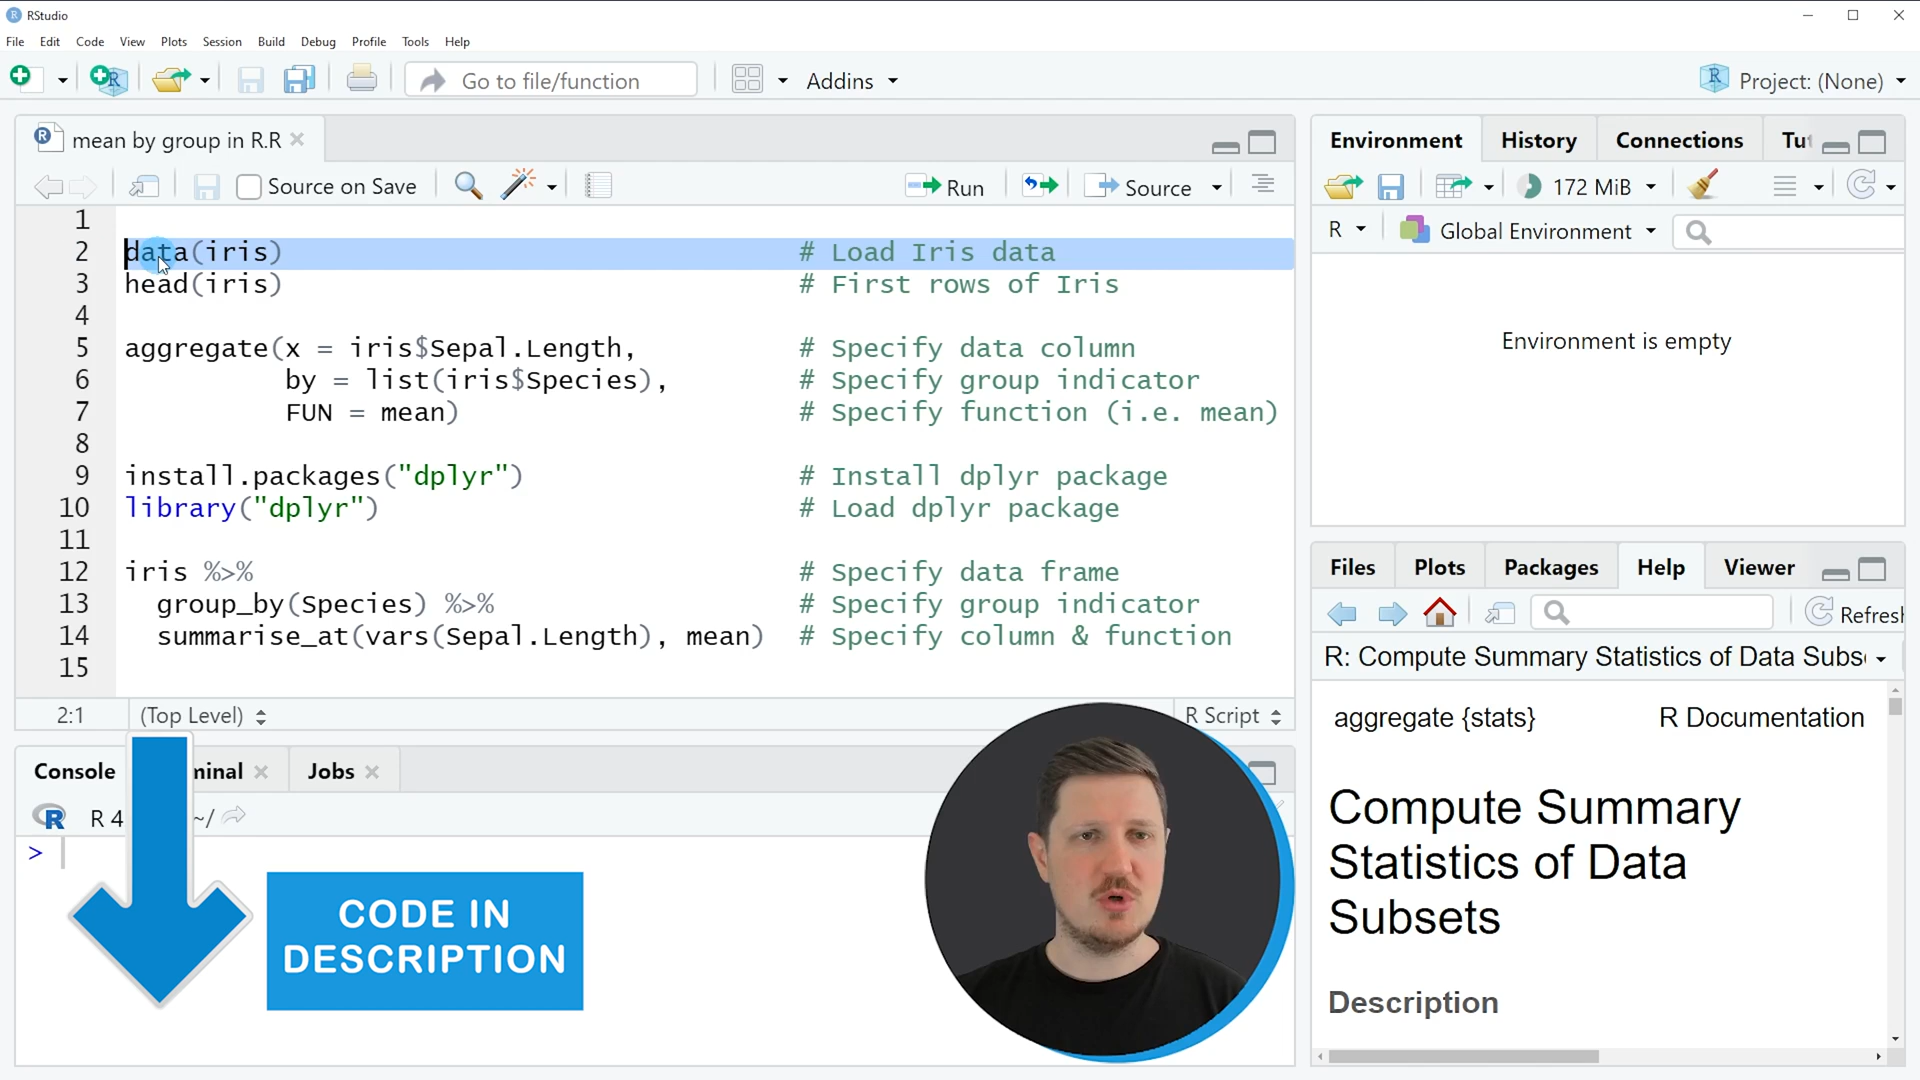 RStudio
File Edit Code View Plots Session Build Debug Profile Tools Help
Go to file/function Addins Project: (None)
mean by group in R.R
Source on Save Run Source
1
2 data(iris) # Load Iris data
3 head(iris) # First rows of Iris
4
5 aggregate(x = iris$Sepal.Length, # Specify data column
6 by = list(iris$Species), # Specify group indicator
7 FUN = mean) # Specify function (i.e. mean)
8
9 install.packages("dplyr") # Install dplyr package
10 library("dplyr") # Load dplyr package
11
12 iris %>% # Specify data frame
13 group_by(Species) %>% # Specify group indicator
14 summarise_at(vars(Sepal.Length), mean) # Specify column & function
15
2:1 (Top Level) R Script
Console minal Jobs
R 4 ~/
>
CODE IN
DESCRIPTION
Environment History Connections Tut
172 MiB
R Global Environment
Environment is empty
Files Plots Packages Help Viewer
Refresh
R: Compute Summary Statistics of Data Subs
aggregate {stats} R Documentation
Compute Summary
Statistics of Data
Subsets
Description